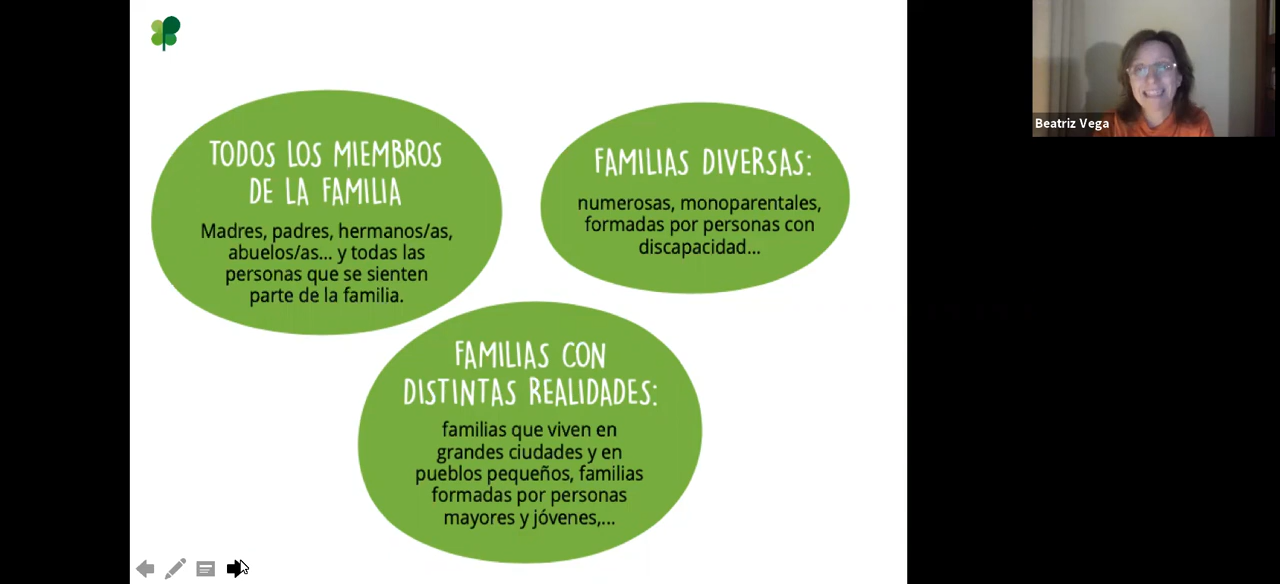 TODOS LOS MIEMBROS
DE LA FAMILIA
Madres, padres, hermanos/as,
abuelos/as... y todas las
personas que se sienten
parte de la familia.
FAMILIAS DIVERSAS:
numerosas, monoparentales,
formadas por personas con
discapacidad...
FAMILIAS CON
DISTINTAS REALIDADES:
familias que viven en
grandes ciudades y en
pueblos pequeños, familias
formadas por personas
mayores y jóvenes,...
Beatriz Vega